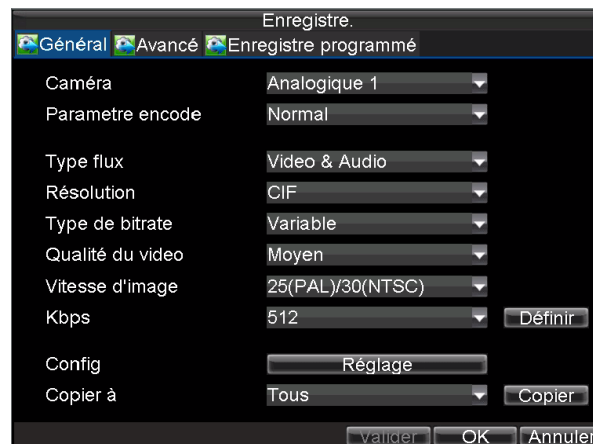 Enregistre.
Général Avancé Enregistre programmé
Caméra Analogique 1
Parametre encode Normal
Type flux Video & Audio
Résolution CIF
Type de bitrate Variable
Qualité du video Moyen
Vitesse d'image 25(PAL)/30(NTSC)
Kbps 512 Définir
Config Réglage
Copier à Tous Copier
Valider OK Annuler